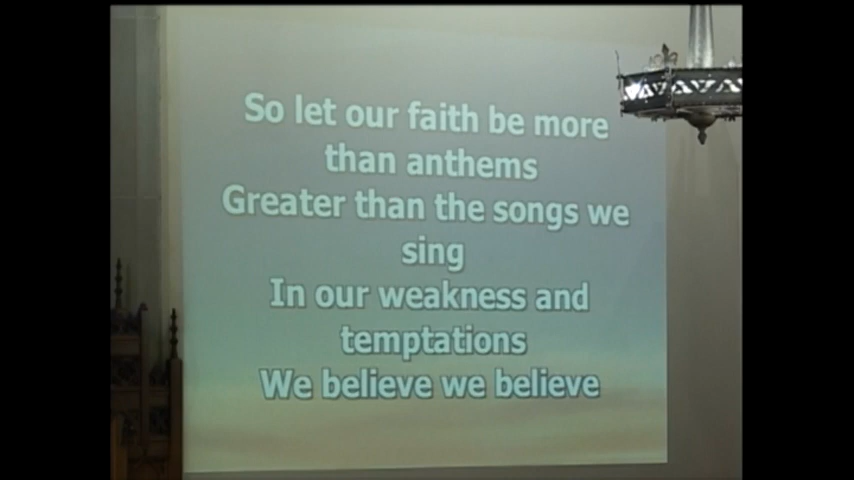 So let our faith be more
than anthems
Greater than the songs we
sing
In our weakness and
temptations
We believe we believe